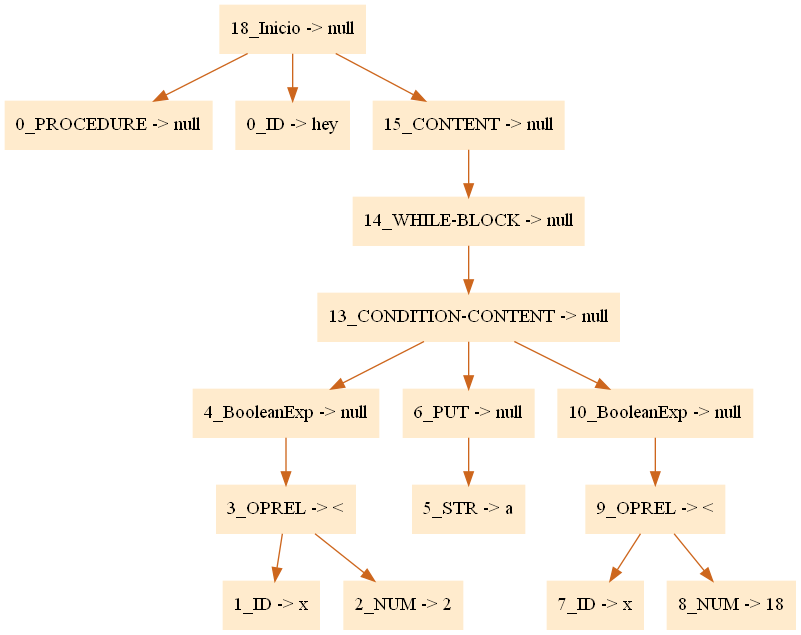 18_Inicio -> null
0_PROCEDURE -> null
0_ID -> hey
15_CONTENT -> null
14_WHILE-BLOCK -> null
13_CONDITION-CONTENT -> null
4_BooleanExp -> null
6_PUT -> null
10_BooleanExp -> null
3_OPREL -> <
5_STR -> a
9_OPREL -> <
1_ID -> x
2_NUM -> 2
7_ID -> x
8_NUM -> 18